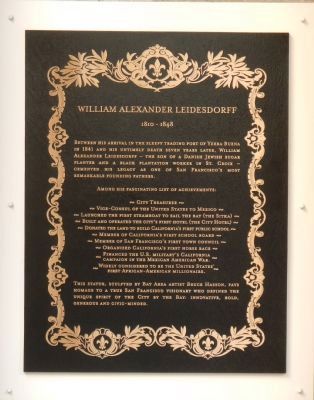 WILLIAM ALEXANDER LEIDESDORFF
1810 - 1848
BETWEEN HIS ARRIVAL IN THE SLEEPY TRADING PORT OF YERBA BUENA
IN 1841 AND HIS UNTIMELY DEATH SEVEN YEARS LATER, WILLIAM
ALEXANDER LEIDESDORFF – THE SON OF A DANISH JEWISH SUGAR
PLANTER AND A BLACK PLANTATION WORKER IN ST. CROIX –
CEMENTED HIS LEGACY AS ONE OF SAN FRANCISCO'S MOST
REMARKABLE FOUNDING FATHERS.
AMONG HIS FASCINATING LIST OF ACHIEVEMENTS:
~ CITY TREASURER ~
~ VICE-CONSUL OF THE UNITED STATES TO MEXICO ~
~ LAUNCHED THE FIRST STEAMBOAT TO SAIL THE BAY (THE SITKA) ~
~ BUILT AND OPERATED THE CITY'S FIRST HOTEL (THE CITY HOTEL) ~
~ DONATED THE LAND TO BUILD CALIFORNIA'S FIRST PUBLIC SCHOOL ~
~ MEMBER OF CALIFORNIA'S FIRST SCHOOL BOARD ~
~ MEMBER OF SAN FRANCISCO'S FIRST TOWN COUNCIL ~
~ ORGANIZED CALIFORNIA'S FIRST HORSE RACE ~
~ FINANCED THE U.S. MILITARY'S CALIFORNIA
CAMPAIGN IN THE MEXICAN AMERICAN WAR ~
~ WIDELY CONSIDERED TO BE THE UNITED STATES'
FIRST AFRICAN-AMERICAN MILLIONAIRE ~
THIS STATUE, SCULPTED BY BAY AREA ARTIST BRUCE HASSON, PAYS
HOMAGE TO A TRUE SAN FRANCISCO VISIONARY WHO DEFINED THE
UNIQUE SPIRIT OF THE CITY BY THE BAY: INNOVATIVE, BOLD,
GENEROUS AND CIVIC-MINDED.